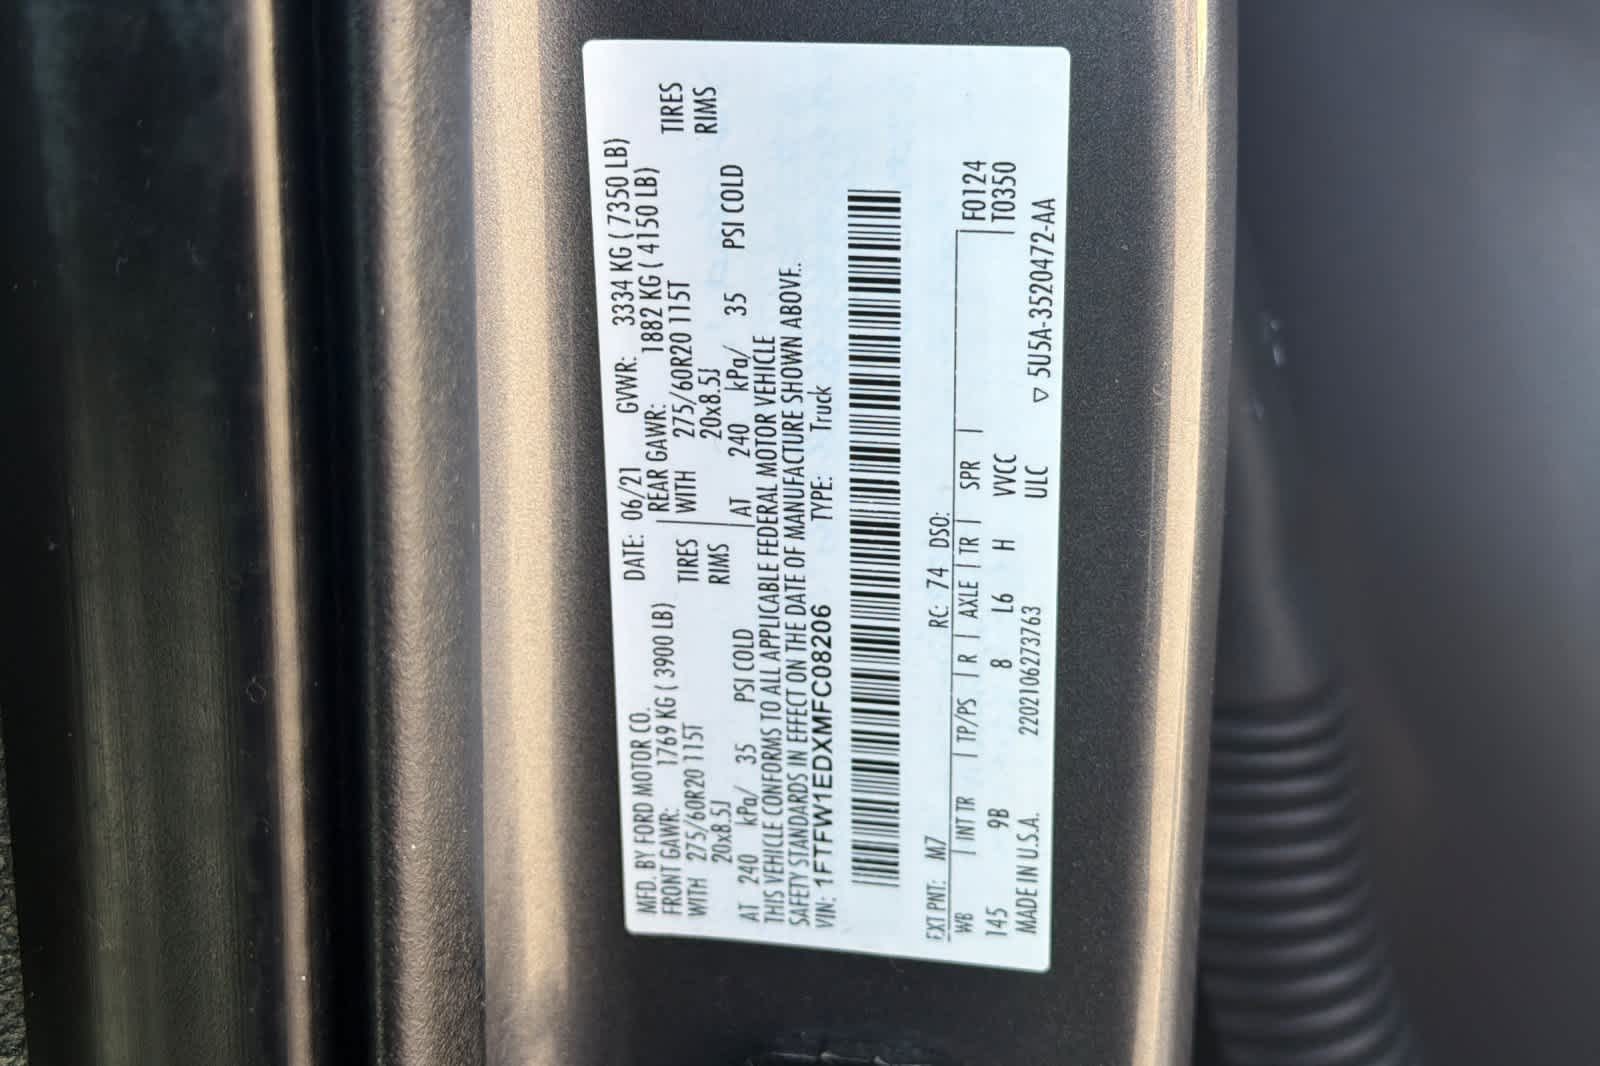 MFD. BY FORD MOTOR CO.
DATE: 06/21 GVWR: 3334 KG ( 7350 LB)
FRONT GAWR: 1769 KG ( 3900 LB) REAR GAWR: 1882 KG ( 4150 LB)
WITH 275/60R20 115T TIRES WITH 275/60R20 115T TIRES
20x8.5J RIMS 20x8.5J RIMS
AT 240 kPa/ 35 PSI COLD AT 240 kPa/ 35 PSI COLD
THIS VEHICLE CONFORMS TO ALL APPLICABLE FEDERAL MOTOR VEHICLE
SAFETY STANDARDS IN EFFECT ON THE DATE OF MANUFACTURE SHOWN ABOVE..
VIN: 1FTFW1EDXMFC08206 TYPE: Truck
EXT PNT: M7 RC: 74 DSO:
WB | INT TR | TP/PS | R | AXLE | TR | SPR | F0124
145 9B 8 L6 H VVCC T0350
MADE IN U.S.A. 2202106273763 ULC ▽ 5U5A-3520472-AA